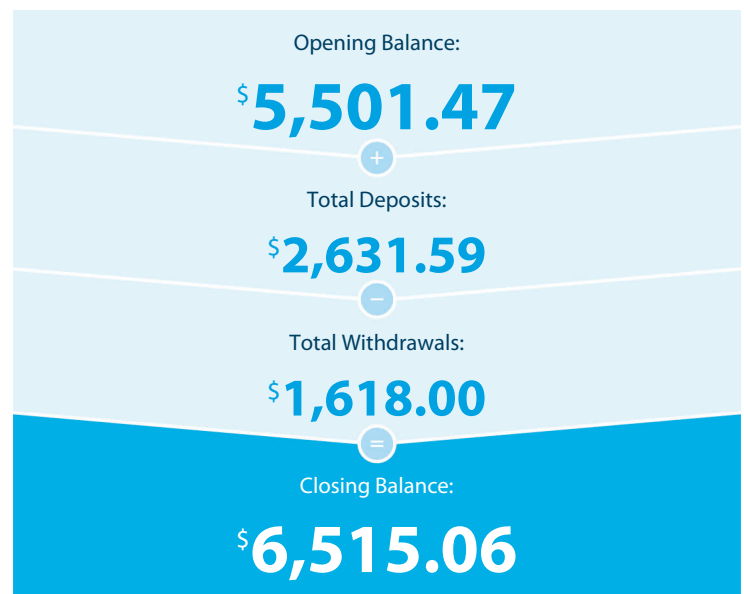 Opening Balance:
$5,501.47
+
Total Deposits:
$2,631.59
−
Total Withdrawals:
$1,618.00
=
Closing Balance:
$6,515.06